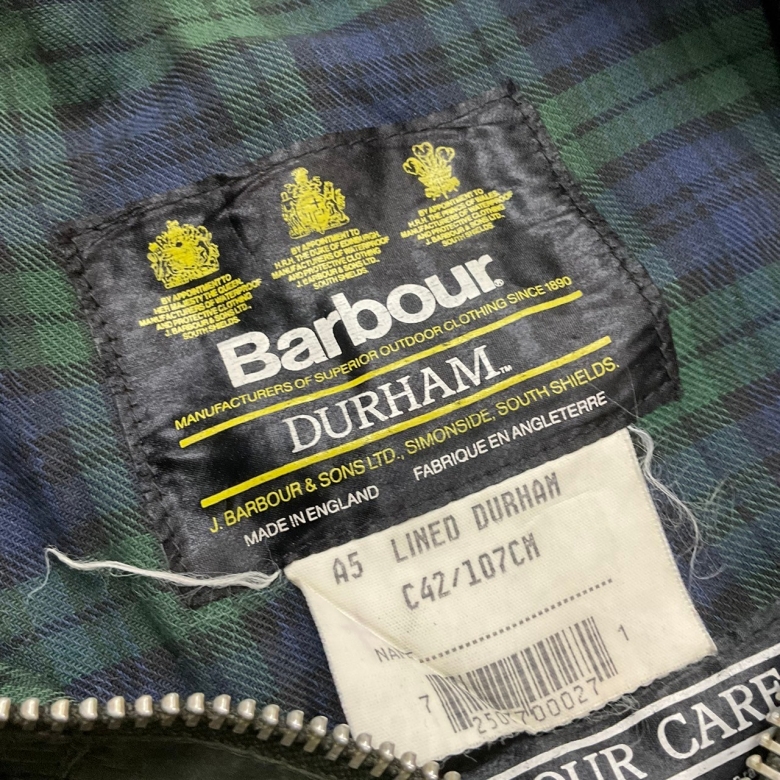 BY APPOINTMENT TO
HER MAJESTY THE QUEEN
MANUFACTURERS OF WATERPROOF
AND PROTECTIVE CLOTHING
J. BARBOUR & SONS LTD.,
SOUTH SHIELDS.
BY APPOINTMENT TO
H.R.H. THE DUKE OF EDINBURGH
MANUFACTURERS OF WATERPROOF
AND PROTECTIVE CLOTHING
J. BARBOUR & SONS LTD.,
SOUTH SHIELDS.
BY APPOINTMENT TO
H.R.H. THE PRINCE OF WALES
MANUFACTURERS OF WATERPROOF
AND PROTECTIVE CLOTHING
J. BARBOUR & SONS LTD.,
SOUTH SHIELDS.
Barbour®
MANUFACTURERS OF SUPERIOR OUTDOOR CLOTHING SINCE 1890
DURHAM™
J. BARBOUR & SONS LTD., SIMONSIDE, SOUTH SHIELDS.
MADE IN ENGLAND FABRIQUE EN ANGLETERRE
A5 LINED DURHAM
C42/107CM
7 1
OUR CARE